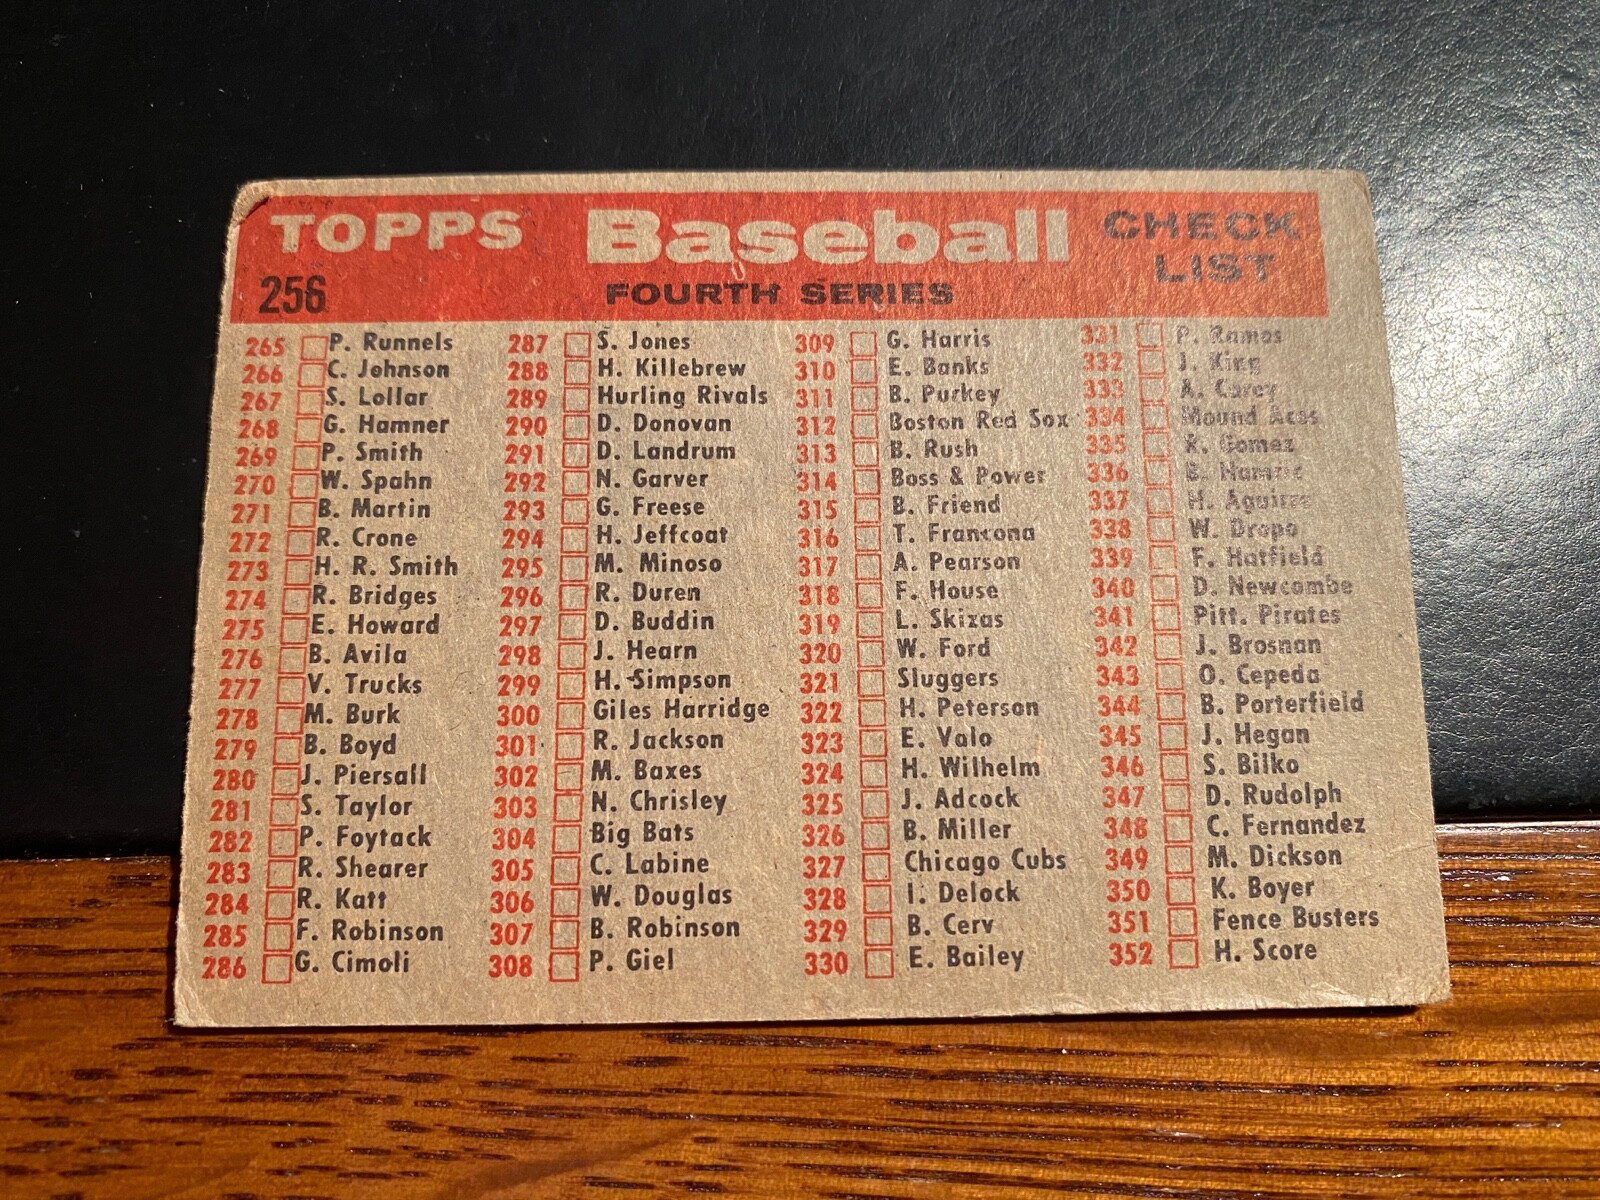 TOPPS Baseball CHECK LIST
256 FOURTH SERIES
265 P. Runnels
266 C. Johnson
267 S. Lollar
268 G. Hamner
269 P. Smith
270 W. Spahn
271 B. Martin
272 R. Crone
273 H. R. Smith
274 R. Bridges
275 E. Howard
276 B. Avila
277 V. Trucks
278 M. Burk
279 B. Boyd
280 J. Piersall
281 S. Taylor
282 P. Foytack
283 R. Shearer
284 R. Katt
285 F. Robinson
286 G. Cimoli
287 S. Jones
288 H. Killebrew
289 Hurling Rivals
290 D. Donovan
291 D. Landrum
292 N. Garver
293 G. Freese
294 H. Jeffcoat
295 M. Minoso
296 R. Duren
297 D. Buddin
298 J. Hearn
299 H. Simpson
300 Giles Harridge
301 R. Jackson
302 M. Baxes
303 N. Chrisley
304 Big Bats
305 C. Labine
306 W. Douglas
307 B. Robinson
308 P. Giel
309 G. Harris
310 E. Banks
311 B. Purkey
312 Boston Red Sox
313 B. Rush
314 Boss & Power
315 B. Friend
316 T. Francona
317 A. Pearson
318 F. House
319 L. Skizas
320 W. Ford
321 Sluggers
322 H. Peterson
323 E. Valo
324 H. Wilhelm
325 J. Adcock
326 B. Miller
327 Chicago Cubs
328 I. Delock
329 B. Cerv
330 E. Bailey
331 P. Ramos
332 J. King
333 A. Carey
334 Mound Aces
335 R. Gomez
336
337 H. Aguirre
338 W. Dropo
339 F. Hatfield
340 D. Newcombe
341 Pitt. Pirates
342 J. Brosnan
343 O. Cepeda
344 B. Porterfield
345 J. Hegan
346 S. Bilko
347 D. Rudolph
348 C. Fernandez
349 M. Dickson
350 K. Boyer
351 Fence Busters
352 H. Score